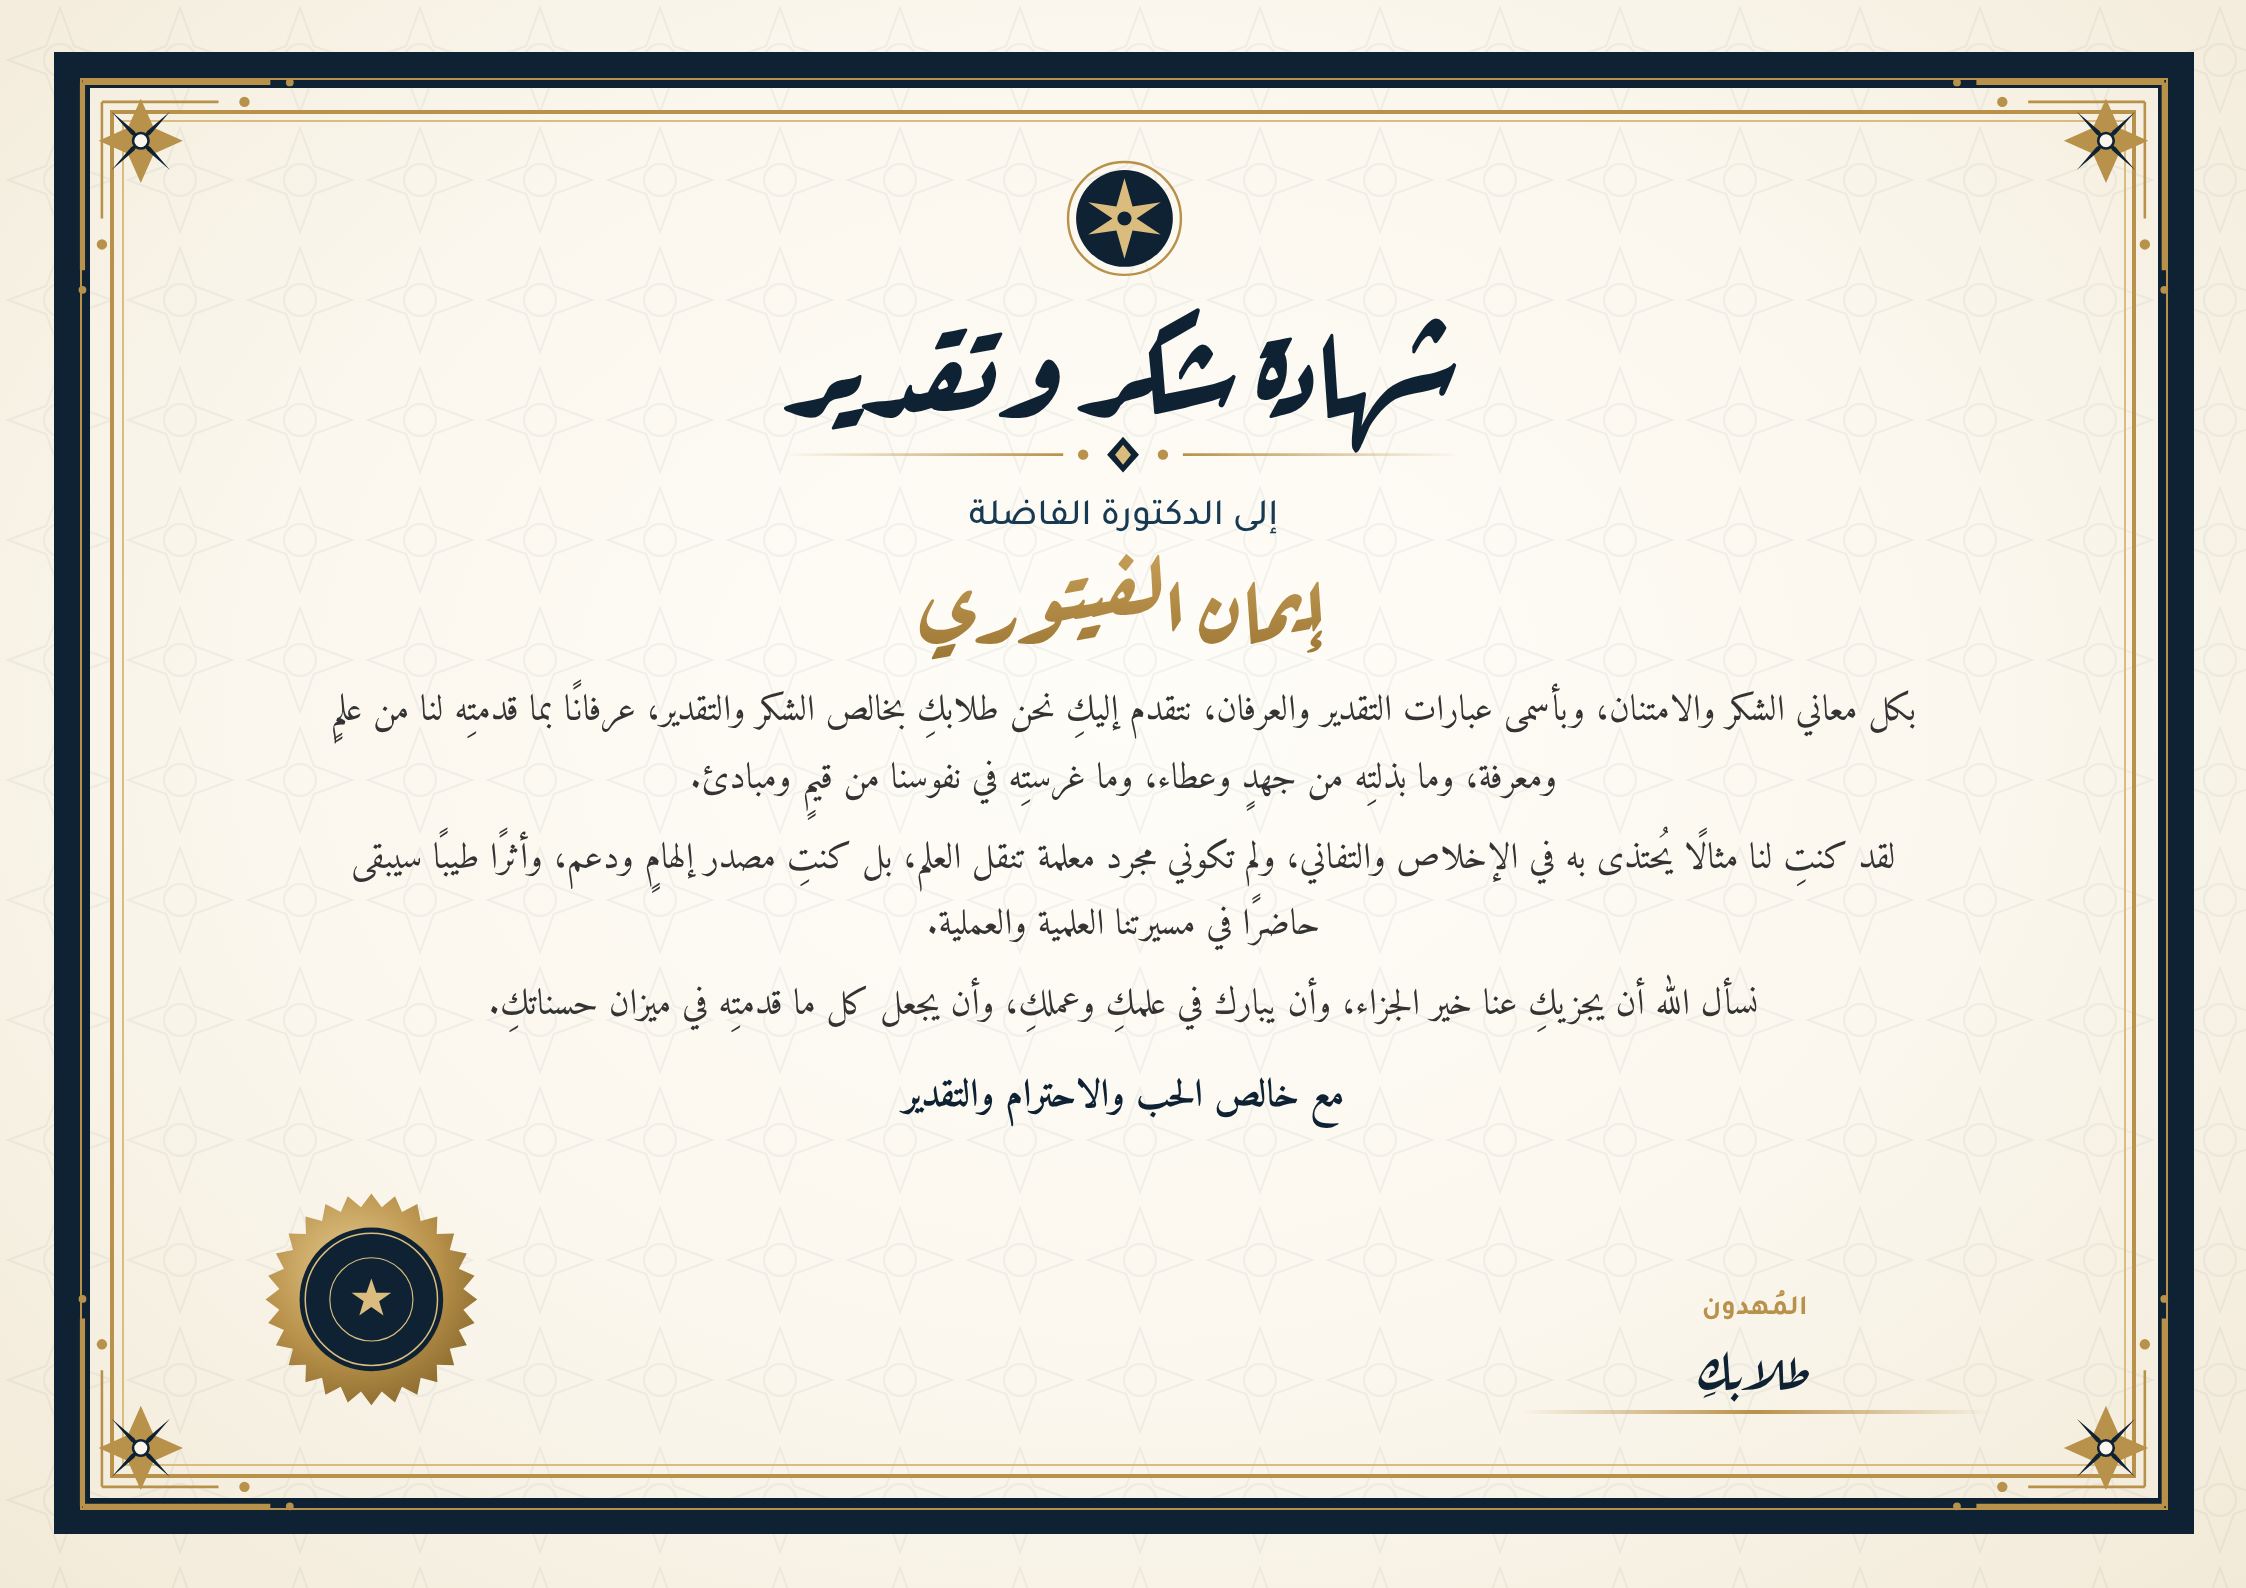 شهادة شكر و تقدير
إلى الدكتورة الفاضلة
إيمان الفيتوري
بكل معاني الشكر والامتنان، وبأسمى عبارات التقدير والعرفان، نتقدم إليكِ نحن طلابكِ بخالص الشكر والتقدير، عرفانًا بما قدمتِه لنا من علمٍ
ومعرفة، وما بذلتِه من جهدٍ وعطاء، وما غرستِه في نفوسنا من قيمٍ ومبادئ.
لقد كنتِ لنا مثالًا يُحتذى به في الإخلاص والتفاني، ولم تكوني مجرد معلمة تنقل العلم، بل كنتِ مصدر إلهامٍ ودعم، وأثرًا طيبًا سيبقى
حاضرًا في مسيرتنا العلمية والعملية.
نسأل الله أن يجزيكِ عنا خير الجزاء، وأن يبارك في علمكِ وعملكِ، وأن يجعل كل ما قدمتِه في ميزان حسناتكِ.
مع خالص الحب والاحترام والتقدير
المُهدون
طلابكِ